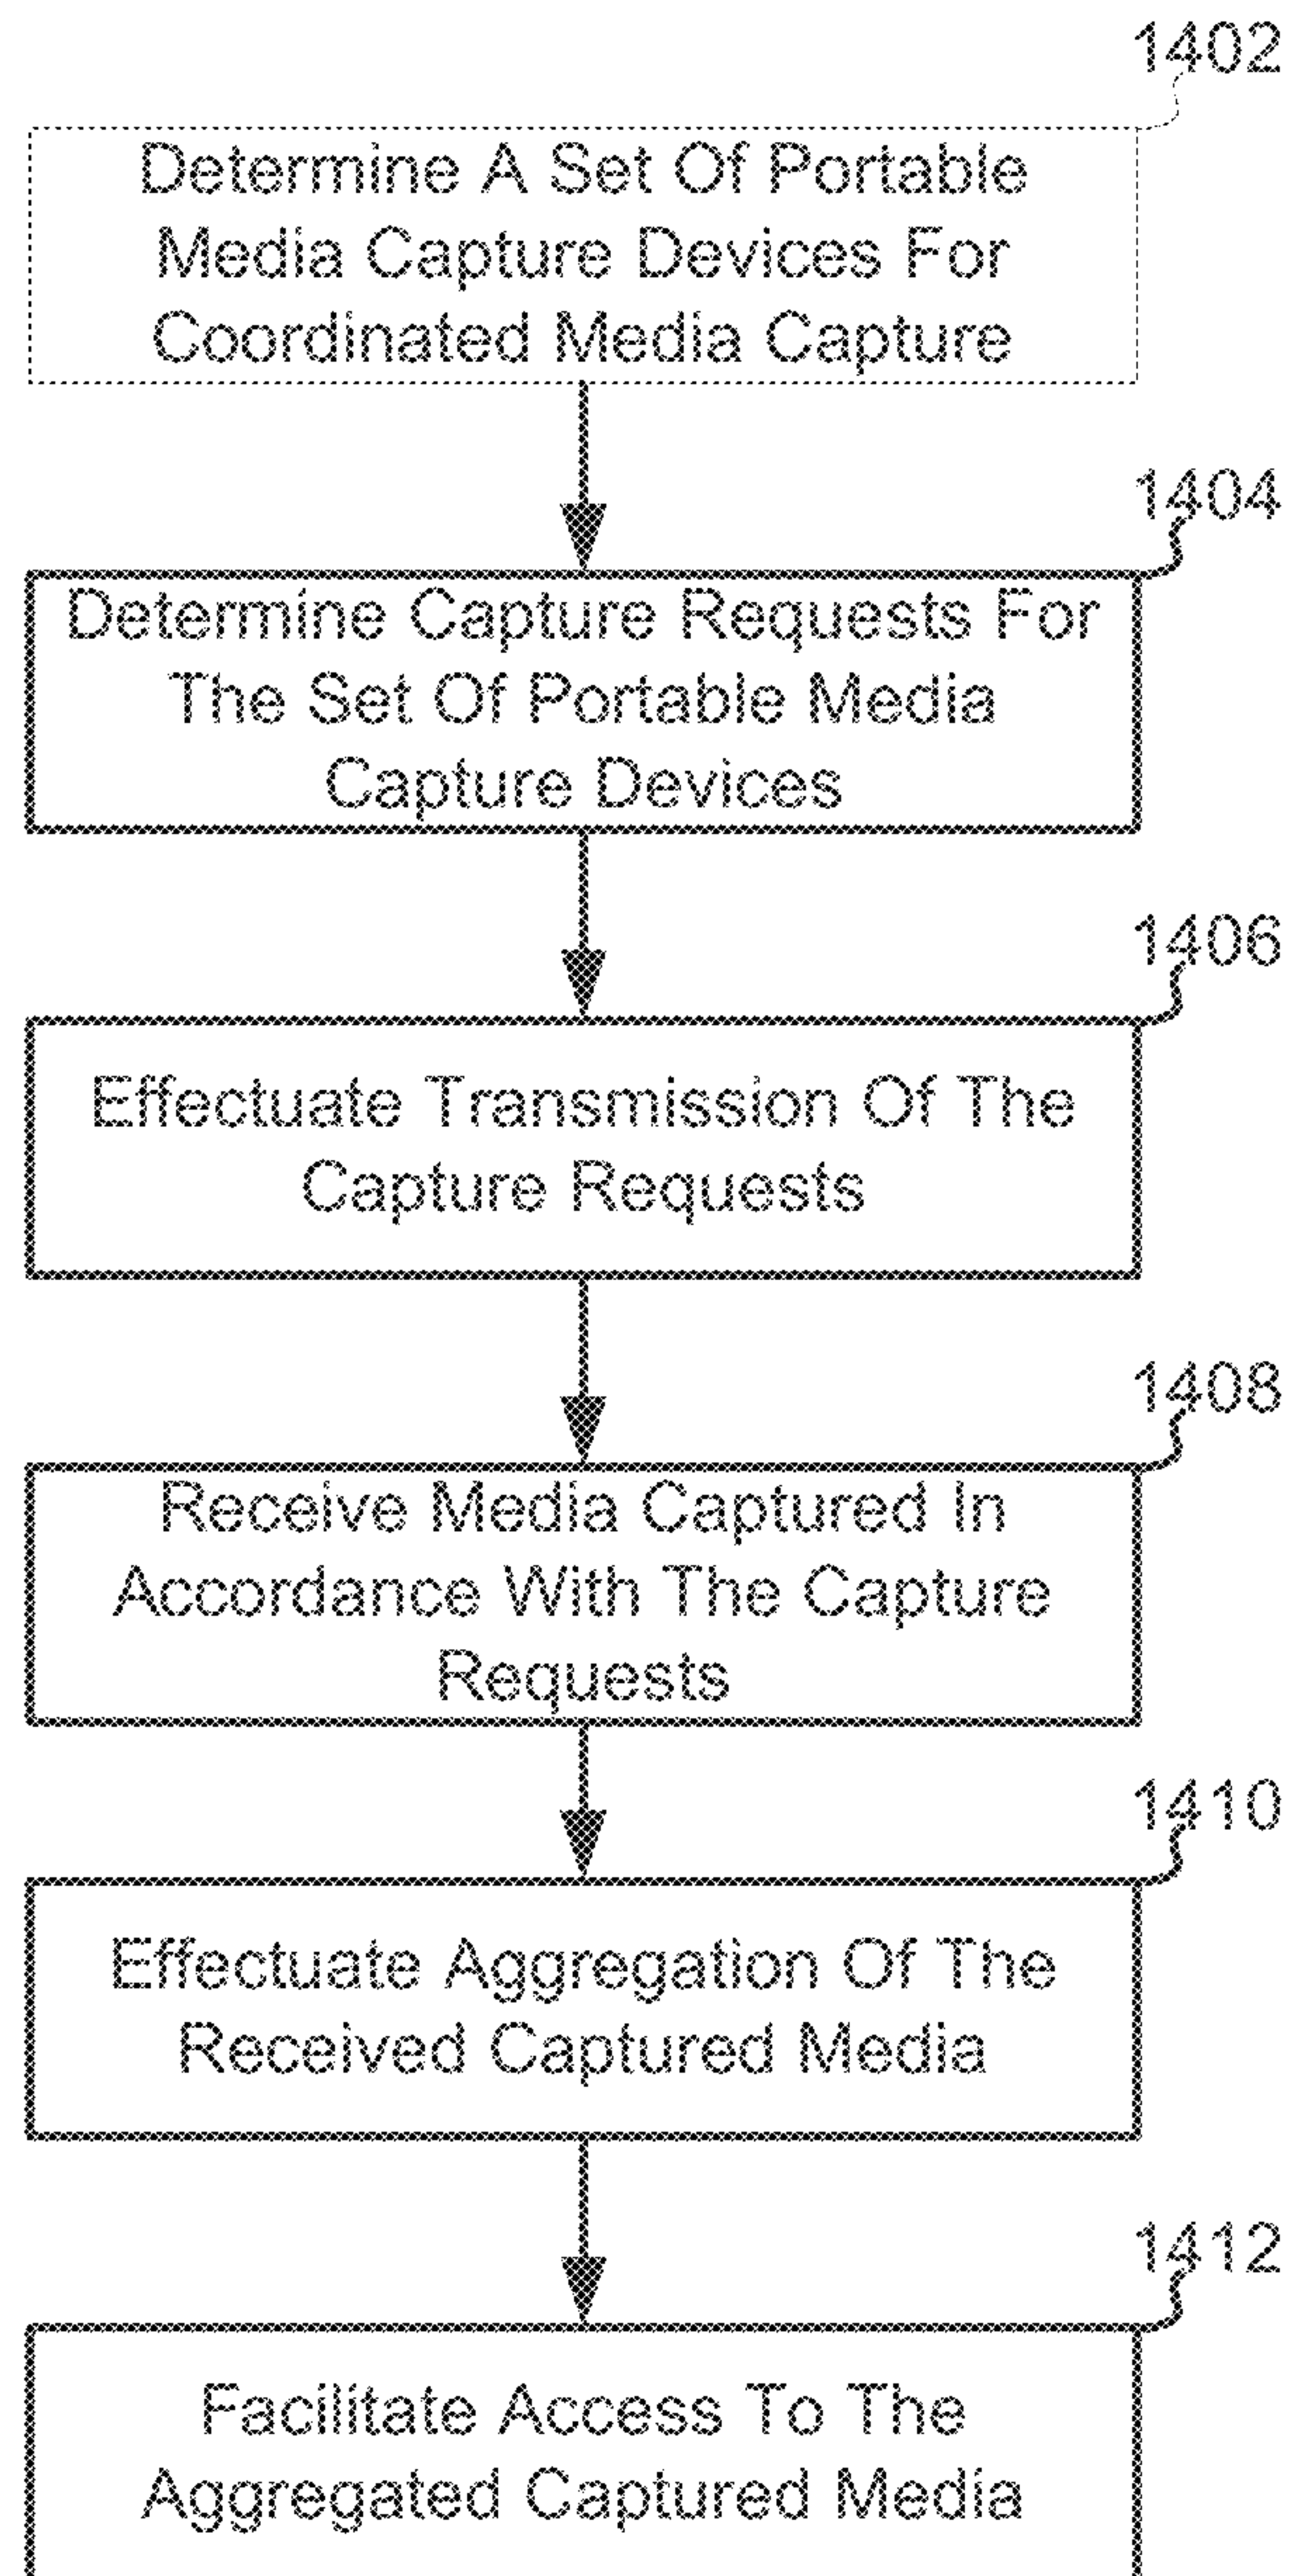 1402
Determine A Set Of Portable
Media Capture Devices For
Coordinated Media Capture
1404
Determine Capture Requests For
The Set Of Portable Media
Capture Devices
1406
Effectuate Transmission Of The
Capture Requests
1408
Receive Media Captured In
Accordance With The Capture
Requests
1410
Effectuate Aggregation Of The
Received Captured Media
1412
Facilitate Access To The
Aggregated Captured Media